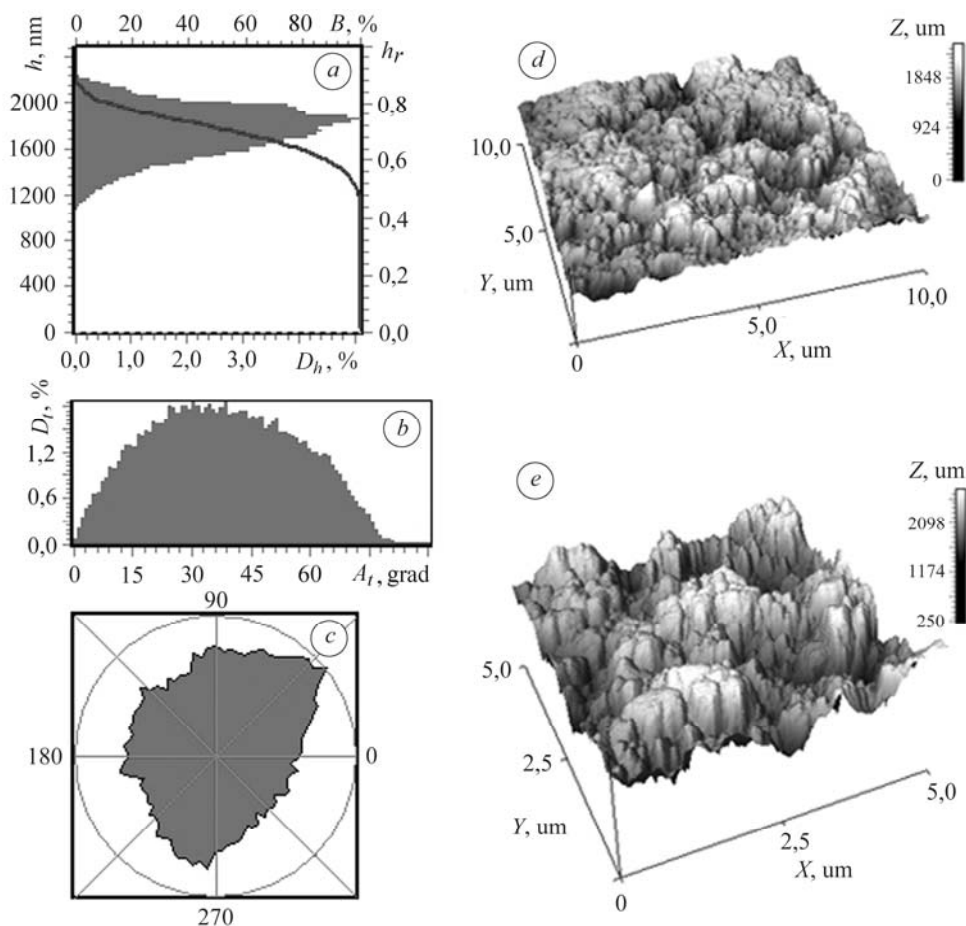 0 20 40 60 80 B, %
h, nm
2000
1600
1200
800
400
0
a
h_r
0,8
0,6
0,4
0,2
0,0
0,0 1,0 2,0 3,0 D_h, %
D_t, %
1,2
0,6
0,0
b
0 15 30 45 60 A_t, grad
90
c
180
0
270
d
Z, um
1848
924
0
10,0
5,0
Y, um
0
5,0
X, um
10,0
e
Z, um
2098
1174
250
5,0
2,5
Y, um
0
2,5
X, um
5,0